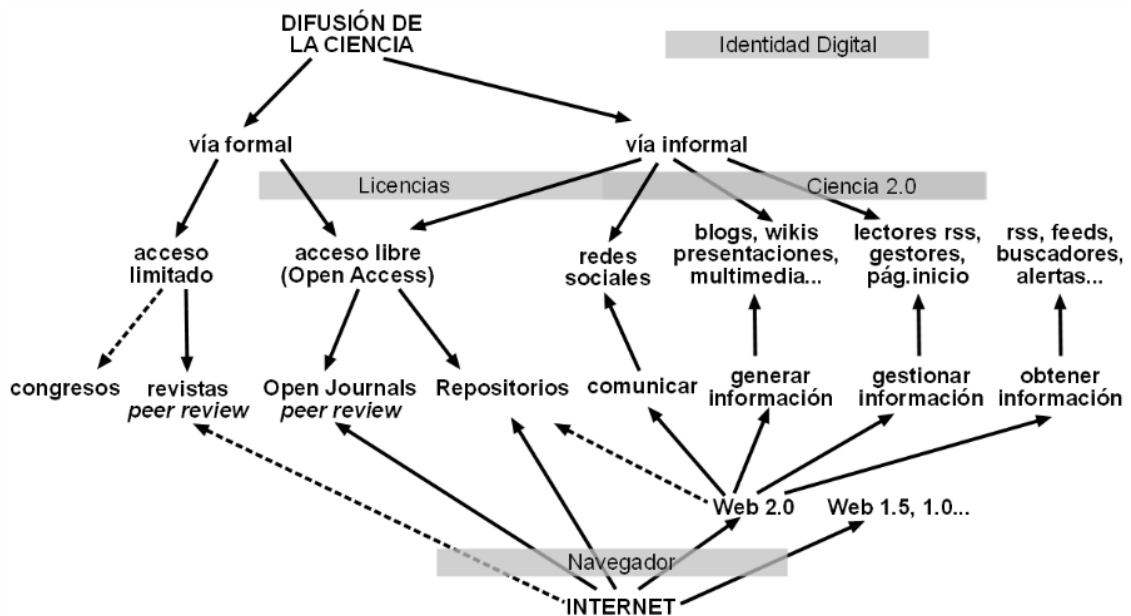 DIFUSIÓN DE
LA CIENCIA
Identidad Digital
vía formal
vía informal
Licencias
Ciencia 2.0
acceso
limitado
acceso libre
(Open Access)
redes
sociales
blogs, wikis
presentaciones,
multimedia...
lectores rss,
gestores,
pág.inicio
rss, feeds,
buscadores,
alertas...
congresos
revistas
peer review
Open Journals
peer review
Repositorios
comunicar
generar
información
gestionar
información
obtener
información
Web 2.0
Web 1.5, 1.0...
Navegador
INTERNET